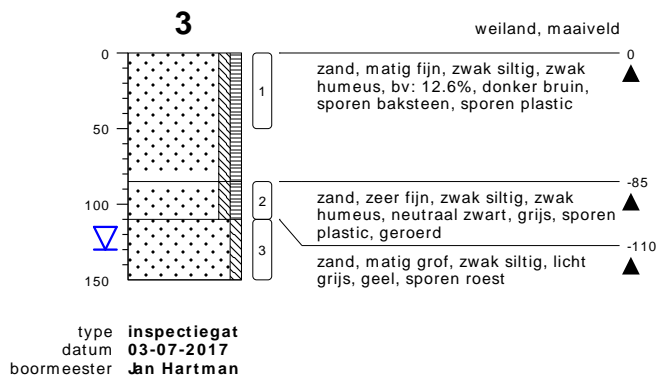 3
weiland, maaiveld
0
50
100
150
1
2
3
0
zand, matig fijn, zwak siltig, zwak
humeus, bv: 12.6%, donker bruin,
sporen baksteen, sporen plastic
-85
zand, zeer fijn, zwak siltig, zwak
humeus, neutraal zwart, grijs, sporen
plastic, geroerd
-110
zand, matig grof, zwak siltig, licht
grijs, geel, sporen roest
type inspectiegat
datum 03-07-2017
boormeester Jan Hartman